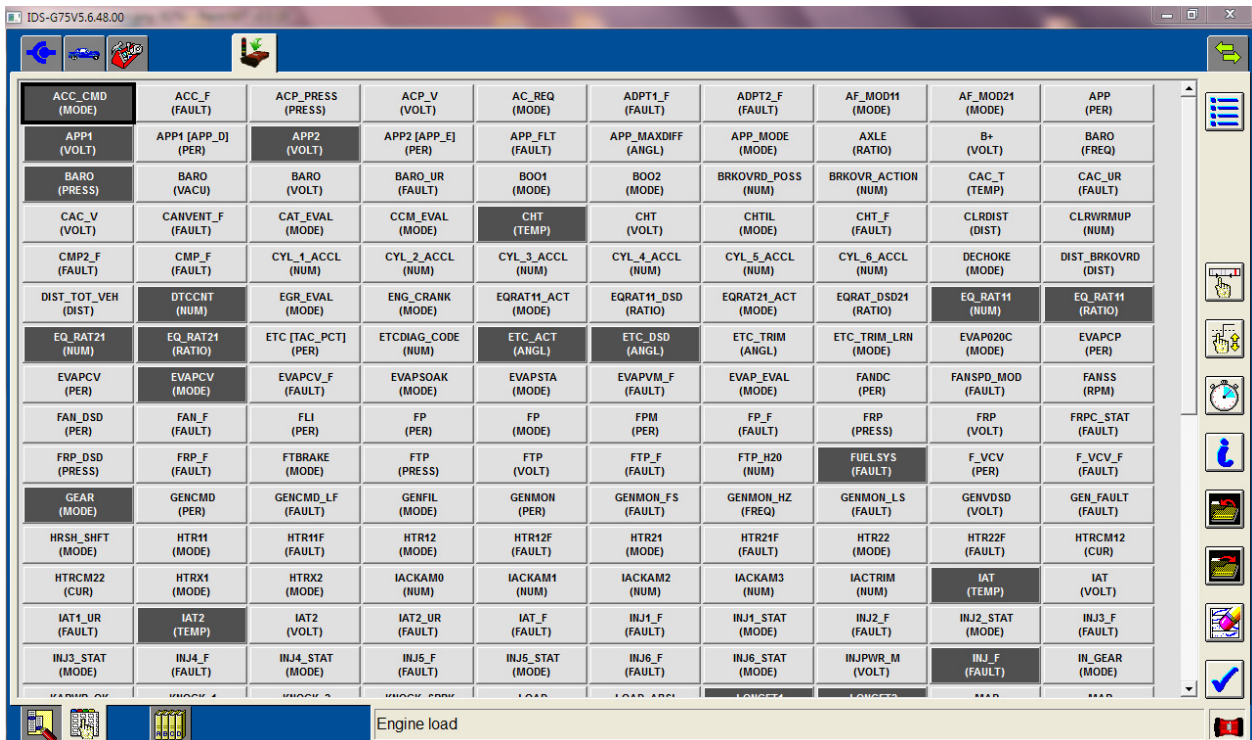 IDS-G75V5.6.48.00
ACC_CMD (MODE) ACC_F (FAULT) ACP_PRESS (PRESS) ACP_V (VOLT) AC_REQ (MODE) ADPT1_F (FAULT) ADPT2_F (FAULT) AF_MOD11 (MODE) AF_MOD21 (MODE) APP (PER)
APP1 (VOLT) APP1 [APP_D] (PER) APP2 (VOLT) APP2 [APP_E] (PER) APP_FLT (FAULT) APP_MAXDIFF (ANGL) APP_MODE (MODE) AXLE (RATIO) B+ (VOLT) BARO (FREQ)
BARO (PRESS) BARO (VACU) BARO (VOLT) BARO_UR (FAULT) BOO1 (MODE) BOO2 (MODE) BRKOVRD_POSS (NUM) BRKOVR_ACTION (NUM) CAC_T (TEMP) CAC_UR (FAULT)
CAC_V (VOLT) CANVENT_F (FAULT) CAT_EVAL (MODE) CCM_EVAL (MODE) CHT (TEMP) CHT (VOLT) CHTIL (MODE) CHT_F (FAULT) CLRDIST (DIST) CLRWRMUP (NUM)
CMP2_F (FAULT) CMP_F (FAULT) CYL_1_ACCL (NUM) CYL_2_ACCL (NUM) CYL_3_ACCL (NUM) CYL_4_ACCL (NUM) CYL_5_ACCL (NUM) CYL_6_ACCL (NUM) DECHOKE (MODE) DIST_BRKOVRD (DIST)
DIST_TOT_VEH (DIST) DTCCNT (NUM) EGR_EVAL (MODE) ENG_CRANK (MODE) EQRAT11_ACT (MODE) EQRAT11_DSD (RATIO) EQRAT21_ACT (MODE) EQRAT_DSD21 (RATIO) EQ_RAT11 (NUM) EQ_RAT11 (RATIO)
EQ_RAT21 (NUM) EQ_RAT21 (RATIO) ETC [TAC_PCT] (PER) ETCDIAG_CODE (NUM) ETC_ACT (ANGL) ETC_DSD (ANGL) ETC_TRIM (ANGL) ETC_TRIM_LRN (MODE) EVAP020C (MODE) EVAPCP (PER)
EVAPCV (PER) EVAPCV (MODE) EVAPCV_F (FAULT) EVAPSOAK (MODE) EVAPSTA (MODE) EVAPVM_F (FAULT) EVAP_EVAL (MODE) FANDC (PER) FANSPD_MOD (FAULT) FANSS (RPM)
FAN_DSD (PER) FAN_F (FAULT) FLI (PER) FP (PER) FP (MODE) FPM (PER) FP_F (FAULT) FRP (PRESS) FRP (VOLT) FRPC_STAT (FAULT)
FRP_DSD (PRESS) FRP_F (FAULT) FTBRAKE (MODE) FTP (PRESS) FTP (VOLT) FTP_F (FAULT) FTP_H20 (NUM) FUELSYS (FAULT) F_VCV (PER) F_VCV_F (FAULT)
GEAR (MODE) GENCMD (PER) GENCMD_LF (FAULT) GENFIL (MODE) GENMON (PER) GENMON_FS (FAULT) GENMON_HZ (FREQ) GENMON_LS (FAULT) GENVDSD (VOLT) GEN_FAULT (FAULT)
HRSH_SHFT (MODE) HTR11 (MODE) HTR11F (FAULT) HTR12 (MODE) HTR12F (FAULT) HTR21 (MODE) HTR21F (FAULT) HTR22 (MODE) HTR22F (FAULT) HTRCM12 (CUR)
HTRCM22 (CUR) HTRX1 (MODE) HTRX2 (MODE) IACKAM0 (NUM) IACKAM1 (NUM) IACKAM2 (NUM) IACKAM3 (NUM) IACTRIM (NUM) IAT (TEMP) IAT (VOLT)
IAT1_UR (FAULT) IAT2 (TEMP) IAT2 (VOLT) IAT2_UR (FAULT) IAT_F (FAULT) INJ1_F (FAULT) INJ1_STAT (MODE) INJ2_F (FAULT) INJ2_STAT (MODE) INJ3_F (FAULT)
INJ3_STAT (MODE) INJ4_F (FAULT) INJ4_STAT (MODE) INJ5_F (FAULT) INJ5_STAT (MODE) INJ6_F (FAULT) INJ6_STAT (MODE) INJPWR_M (VOLT) INJ_F (FAULT) IN_GEAR (MODE)
Engine load